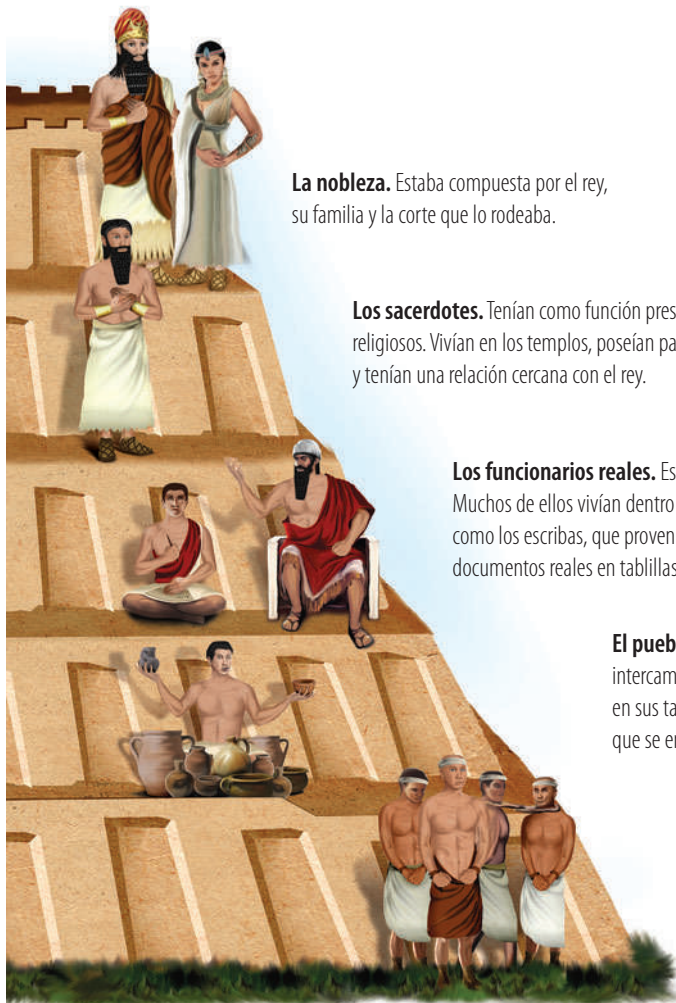 La nobleza. Estaba compuesta por el rey,
su familia y la corte que lo rodeaba.
Los sacerdotes. Tenían como función pres
religiosos. Vivían en los templos, poseían pa
y tenían una relación cercana con el rey.
Los funcionarios reales. Es
Muchos de ellos vivían dentro
como los escribas, que proven
documentos reales en tablillas
El pueb
intercam
en sus ta
que se en